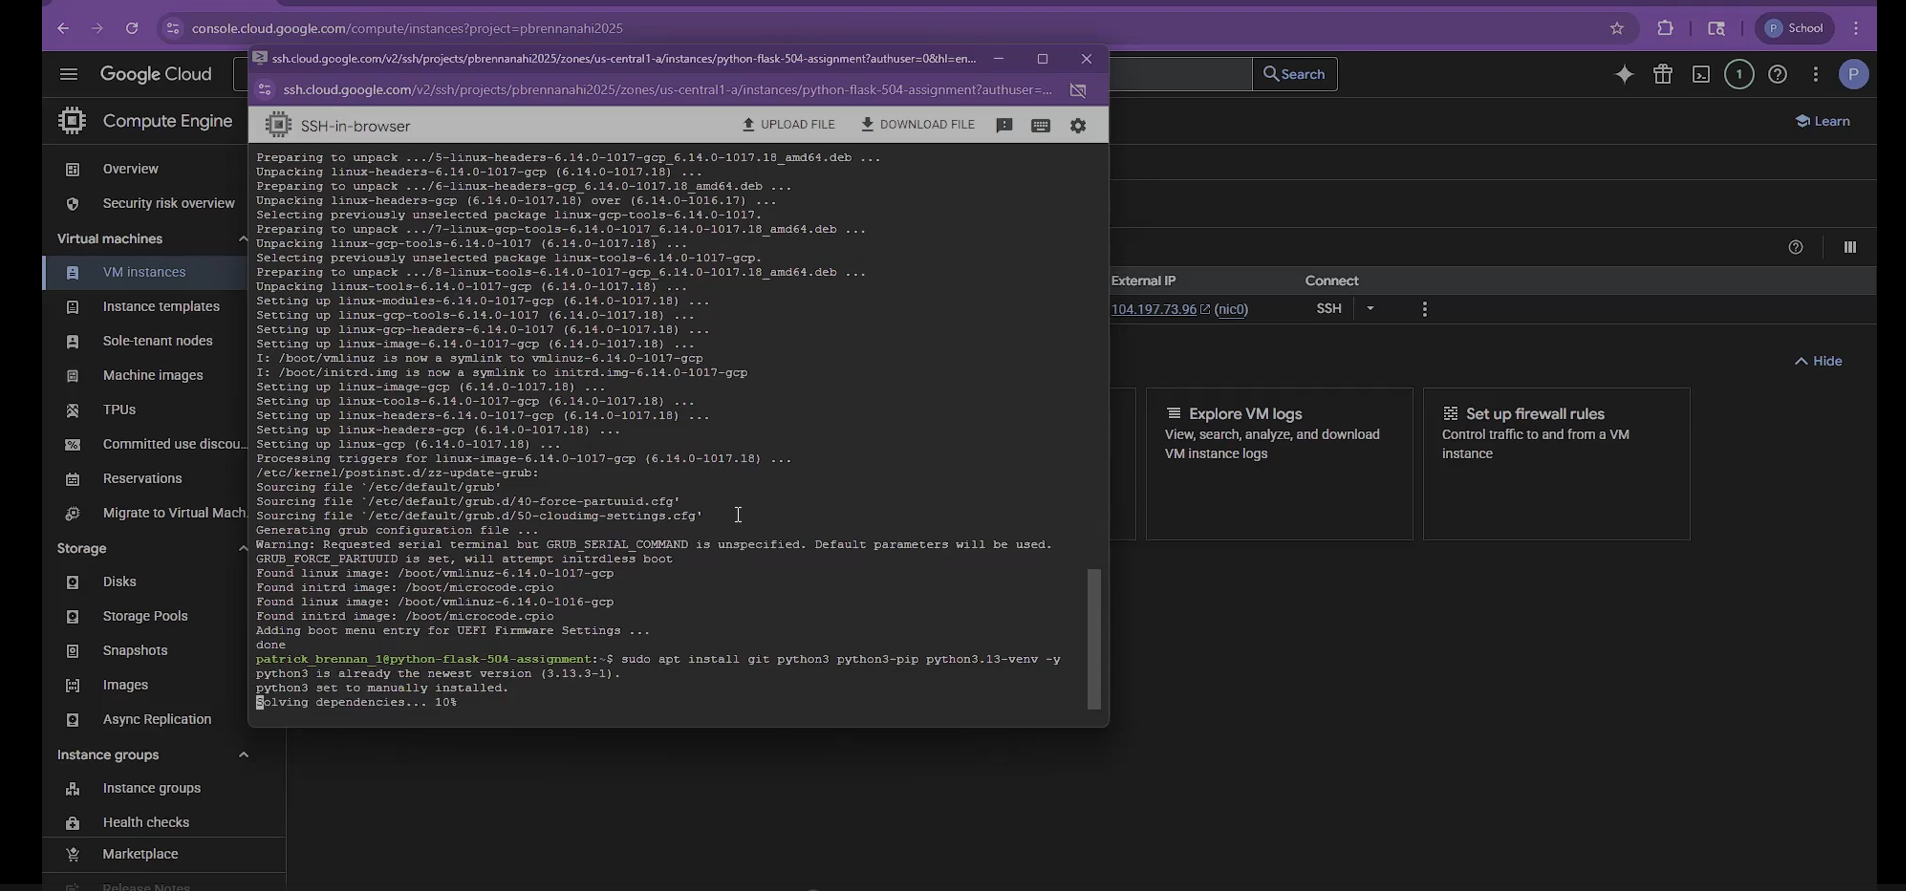 console.cloud.google.com/compute/instances?project=pbrennanahi2025
School
Google Cloud
Search
1
P
Compute Engine
Learn
Overview
Security risk overview
Virtual machines
VM instances
Instance templates
Sole-tenant nodes
Machine images
TPUs
Committed use discou...
Reservations
Migrate to Virtual Mach...
Storage
Disks
Storage Pools
Snapshots
Images
Async Replication
Instance groups
Instance groups
Health checks
Marketplace
Release Notes
ssh.cloud.google.com/v2/ssh/projects/pbrennanahi2025/zones/us-central1-a/instances/python-flask-504-assignment?authuser=0&hl=en...
ssh.cloud.google.com/v2/ssh/projects/pbrennanahi2025/zones/us-central1-a/instances/python-flask-504-assignment?authuser=...
SSH-in-browser
UPLOAD FILE
DOWNLOAD FILE
Preparing to unpack .../5-linux-headers-6.14.0-1017-gcp_6.14.0-1017.18_amd64.deb ...
Unpacking linux-headers-6.14.0-1017-gcp (6.14.0-1017.18) ...
Preparing to unpack .../6-linux-headers-gcp_6.14.0-1017.18_amd64.deb ...
Unpacking linux-headers-gcp (6.14.0-1017.18) over (6.14.0-1016.17) ...
Selecting previously unselected package linux-gcp-tools-6.14.0-1017.
Preparing to unpack .../7-linux-gcp-tools-6.14.0-1017_6.14.0-1017.18_amd64.deb ...
Unpacking linux-gcp-tools-6.14.0-1017 (6.14.0-1017.18) ...
Selecting previously unselected package linux-tools-6.14.0-1017-gcp.
Preparing to unpack .../8-linux-tools-6.14.0-1017-gcp_6.14.0-1017.18_amd64.deb ...
Unpacking linux-tools-6.14.0-1017-gcp (6.14.0-1017.18) ...
Setting up linux-modules-6.14.0-1017-gcp (6.14.0-1017.18) ...
Setting up linux-gcp-tools-6.14.0-1017 (6.14.0-1017.18) ...
Setting up linux-gcp-headers-6.14.0-1017 (6.14.0-1017.18) ...
Setting up linux-image-6.14.0-1017-gcp (6.14.0-1017.18) ...
I: /boot/vmlinuz is now a symlink to vmlinuz-6.14.0-1017-gcp
I: /boot/initrd.img is now a symlink to initrd.img-6.14.0-1017-gcp
Setting up linux-image-gcp (6.14.0-1017.18) ...
Setting up linux-tools-6.14.0-1017-gcp (6.14.0-1017.18) ...
Setting up linux-headers-6.14.0-1017-gcp (6.14.0-1017.18) ...
Setting up linux-headers-gcp (6.14.0-1017.18) ...
Setting up linux-gcp (6.14.0-1017.18) ...
Processing triggers for linux-image-6.14.0-1017-gcp (6.14.0-1017.18) ...
/etc/kernel/postinst.d/zz-update-grub:
Sourcing file `/etc/default/grub'
Sourcing file `/etc/default/grub.d/40-force-partuuid.cfg'
Sourcing file `/etc/default/grub.d/50-cloudimg-settings.cfg'
Generating grub configuration file ...
Warning: Requested serial terminal but GRUB_SERIAL_COMMAND is unspecified. Default parameters will be used.
GRUB_FORCE_PARTUUID is set, will attempt initrdless boot
Found linux image: /boot/vmlinuz-6.14.0-1017-gcp
Found initrd image: /boot/microcode.cpio
Found linux image: /boot/vmlinuz-6.14.0-1016-gcp
Found initrd image: /boot/microcode.cpio
Adding boot menu entry for UEFI Firmware Settings ...
done
patrick_brennan_1@python-flask-504-assignment:~$ sudo apt install git python3 python3-pip python3.13-venv -y
python3 is already the newest version (3.13.3-1).
python3 set to manually installed.
Solving dependencies... 10%
External IP
Connect
104.197.73.96 (nic0)
SSH
Hide
Explore VM logs
View, search, analyze, and download
VM instance logs
Set up firewall rules
Control traffic to and from a VM
instance